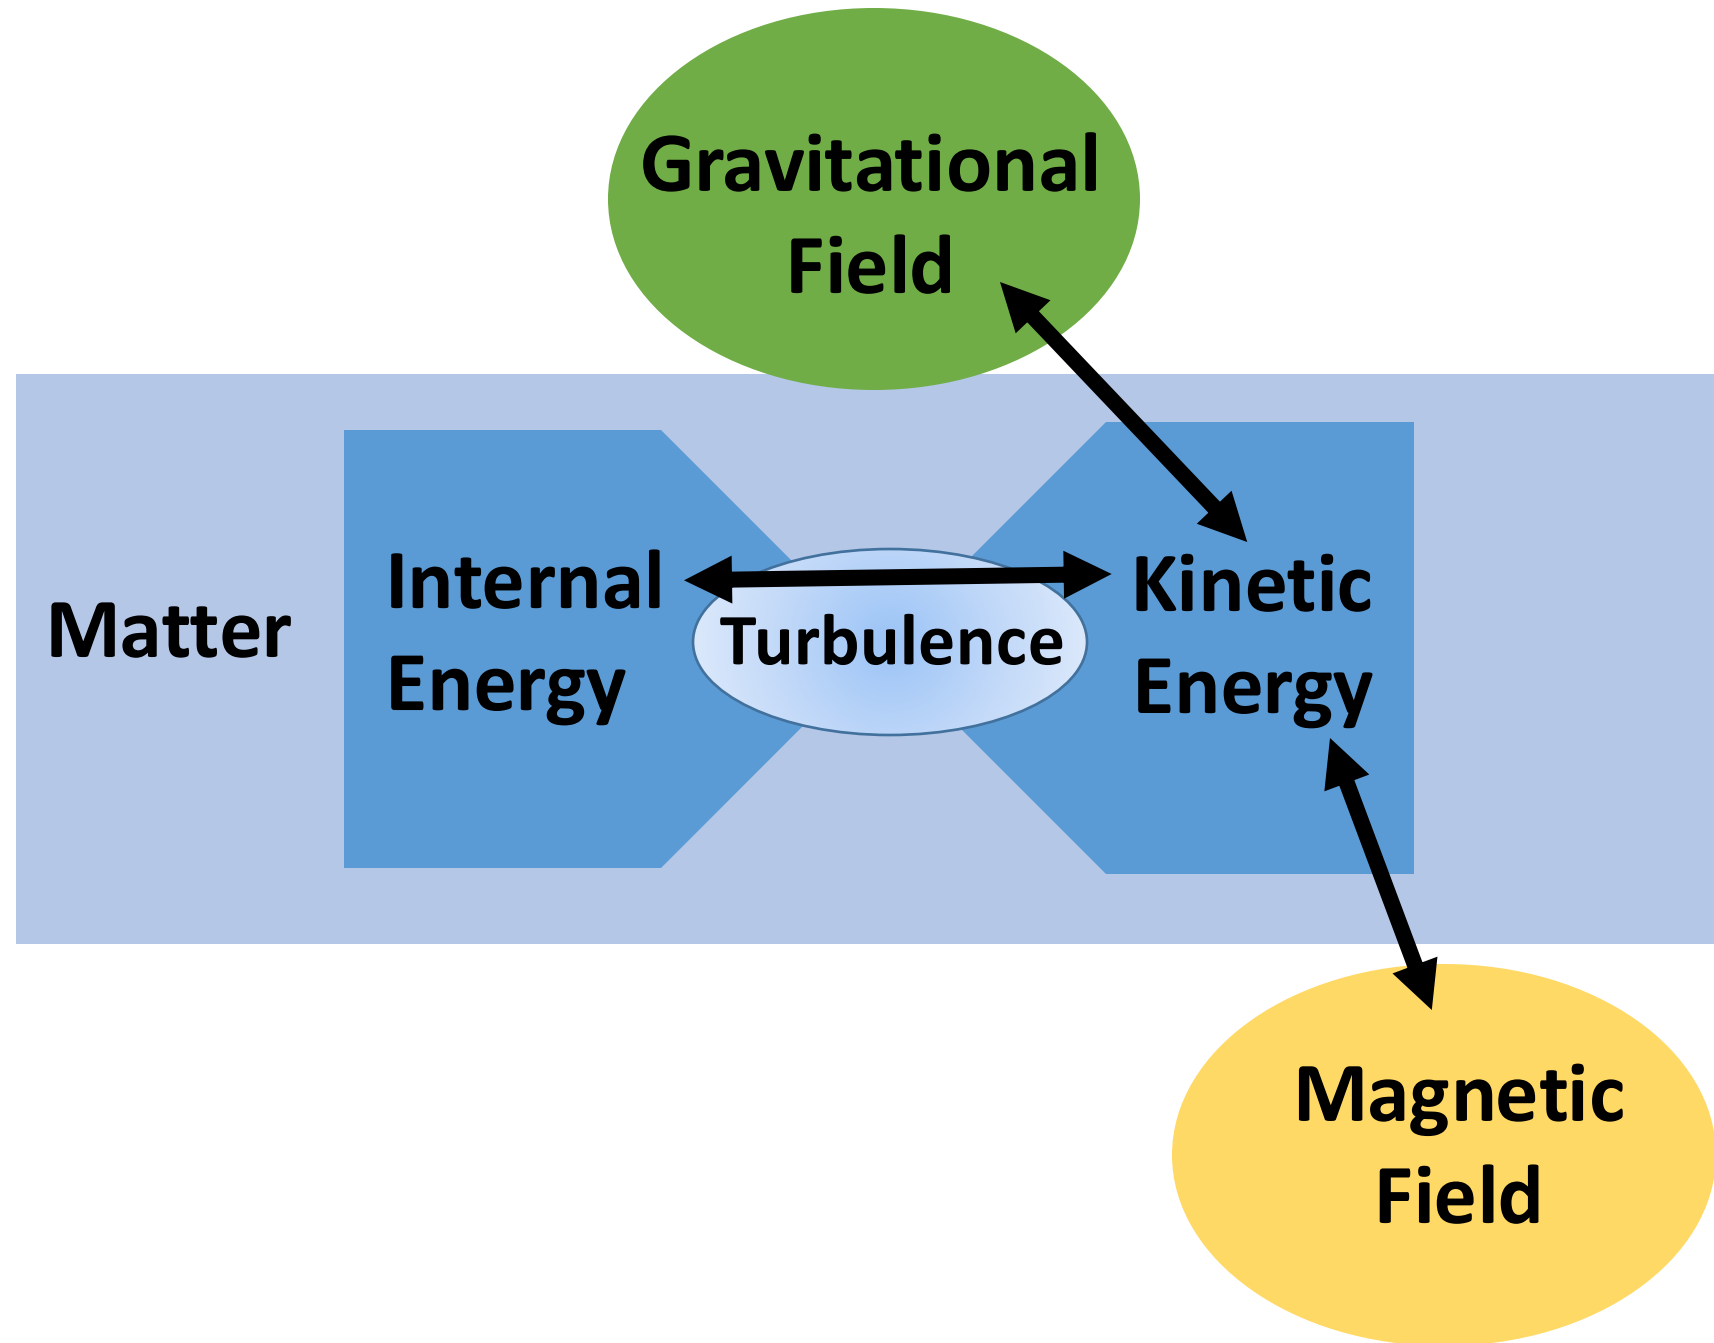 Gravitational
Field
Matter
Internal
Energy
Turbulence
Kinetic
Energy
Magnetic
Field